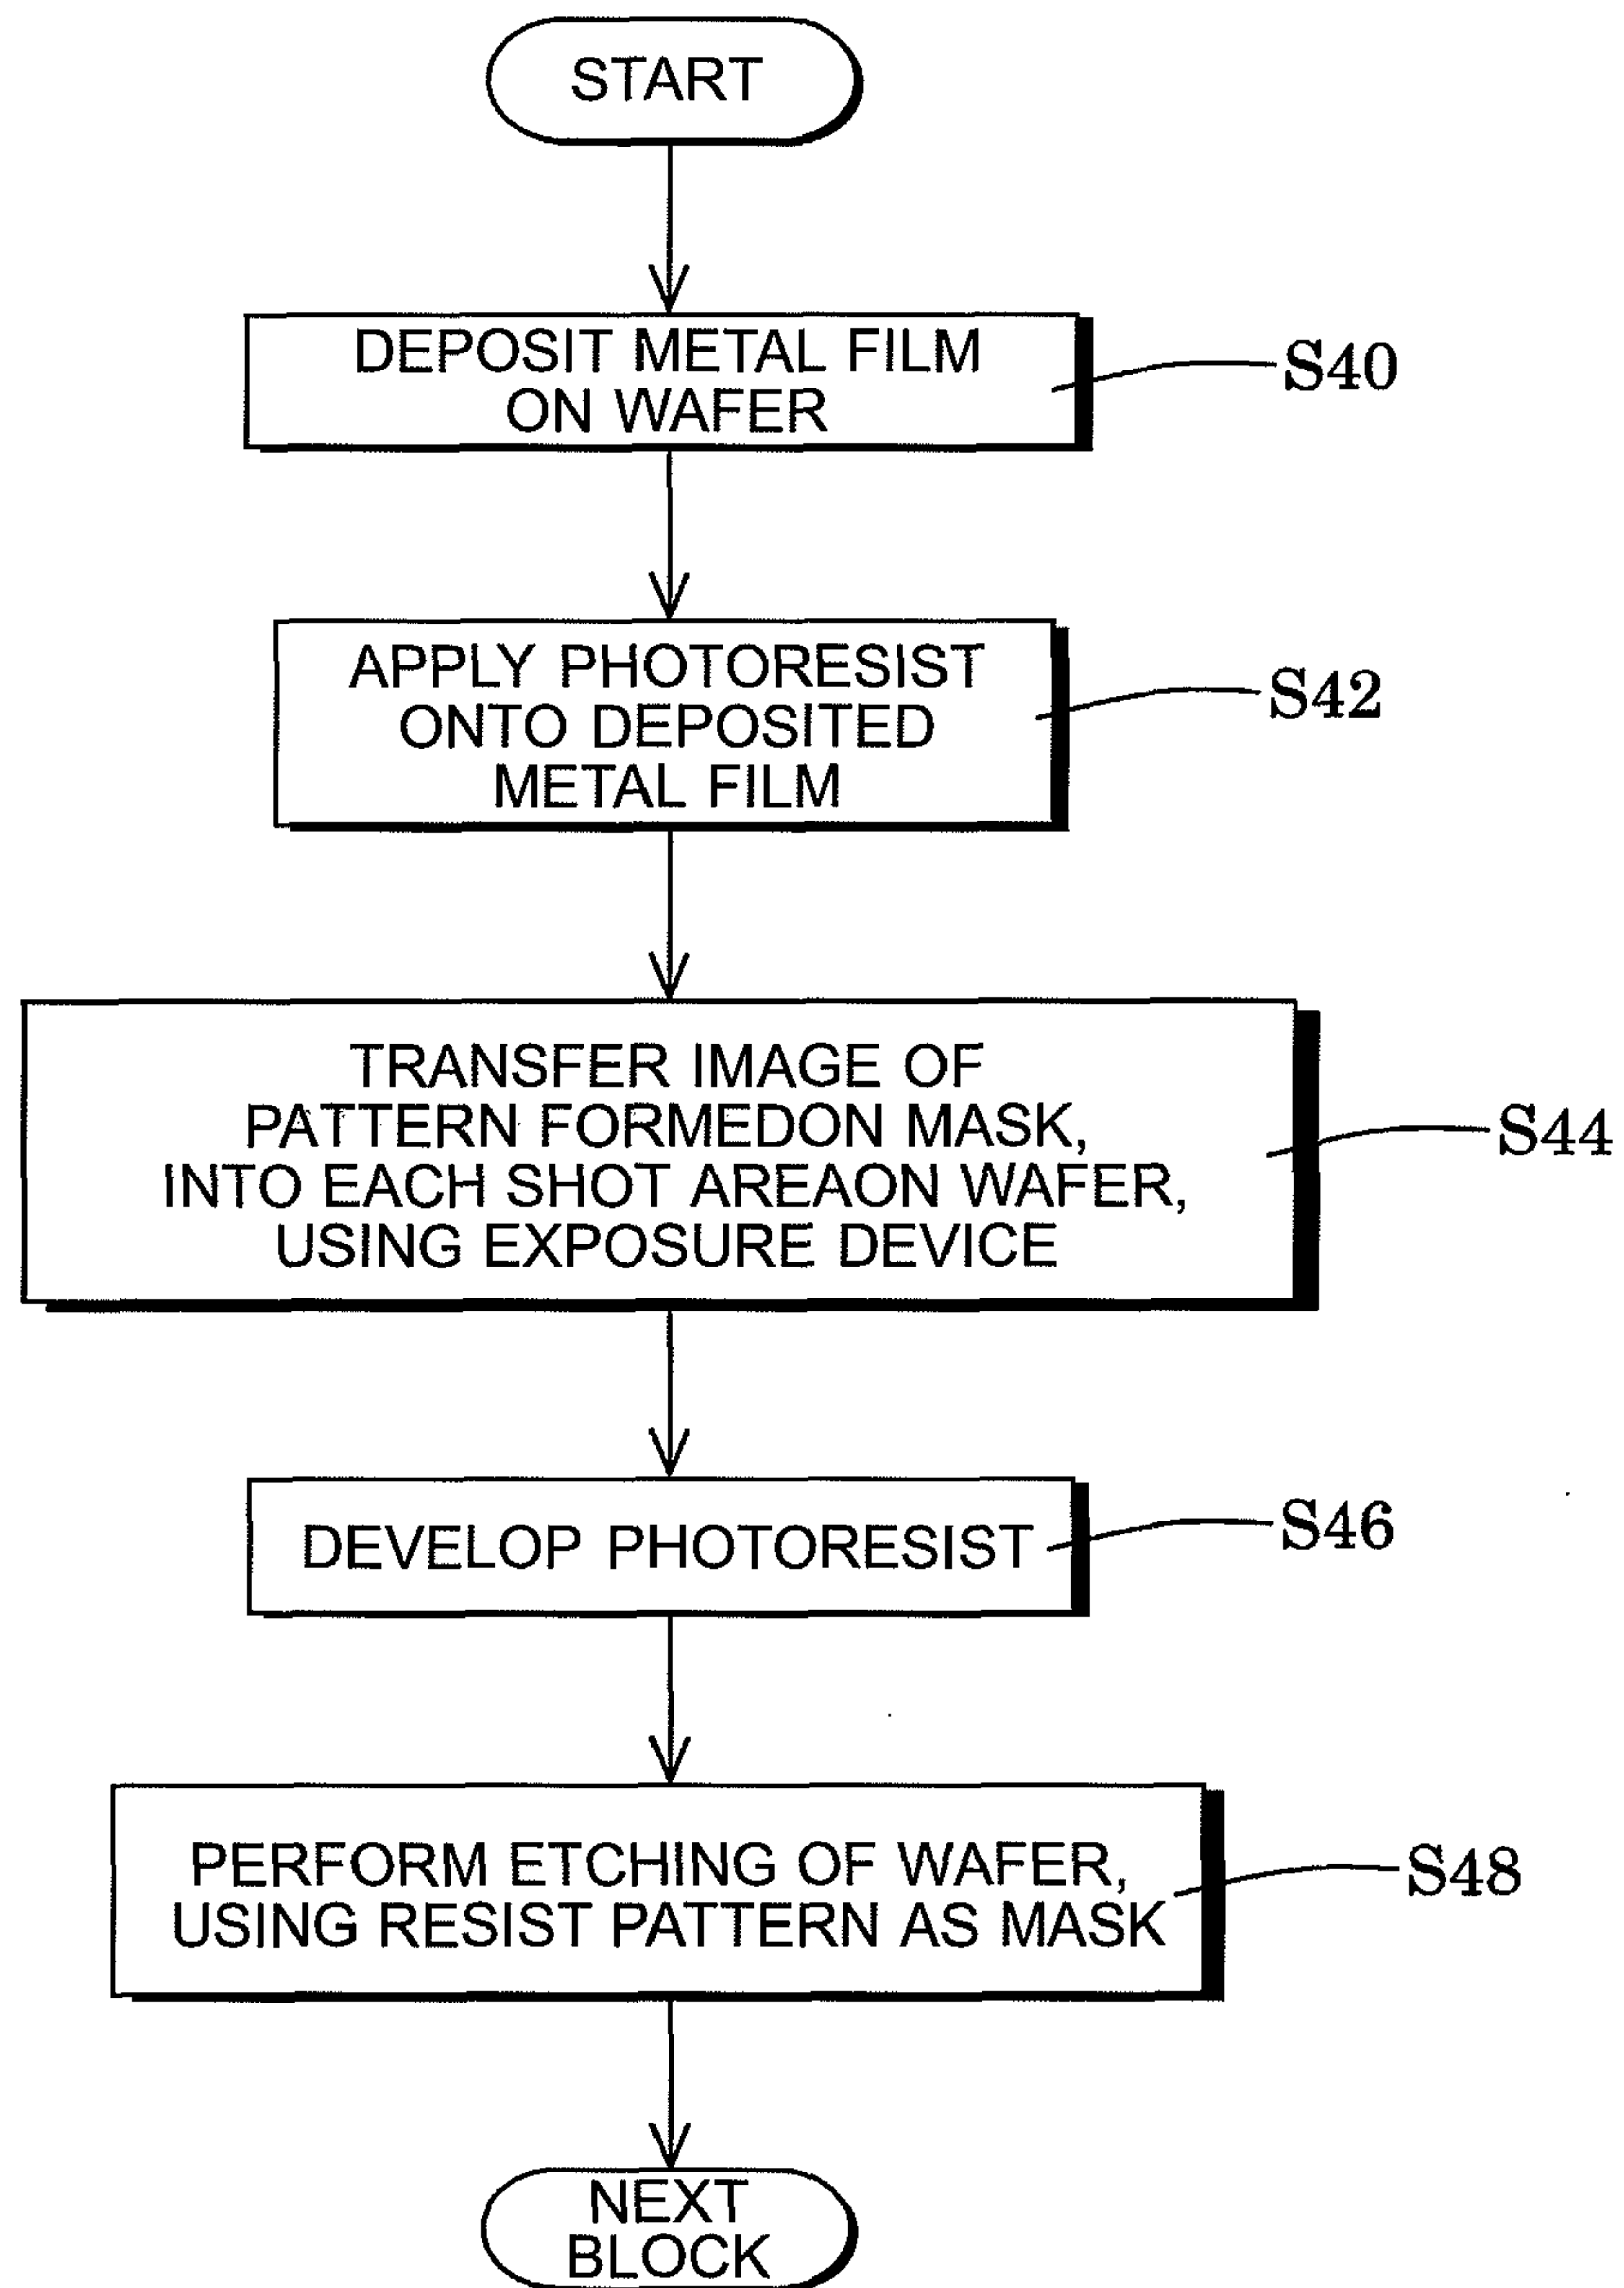 START
DEPOSIT METAL FILM
ON WAFER
S40
APPLY PHOTORESIST
ONTO DEPOSITED
METAL FILM
S42
TRANSFER IMAGE OF
PATTERN FORMEDON MASK,
INTO EACH SHOT AREAON WAFER,
USING EXPOSURE DEVICE
S44
DEVELOP PHOTORESIST
S46
PERFORM ETCHING OF WAFER,
USING RESIST PATTERN AS MASK
S48
NEXT
BLOCK